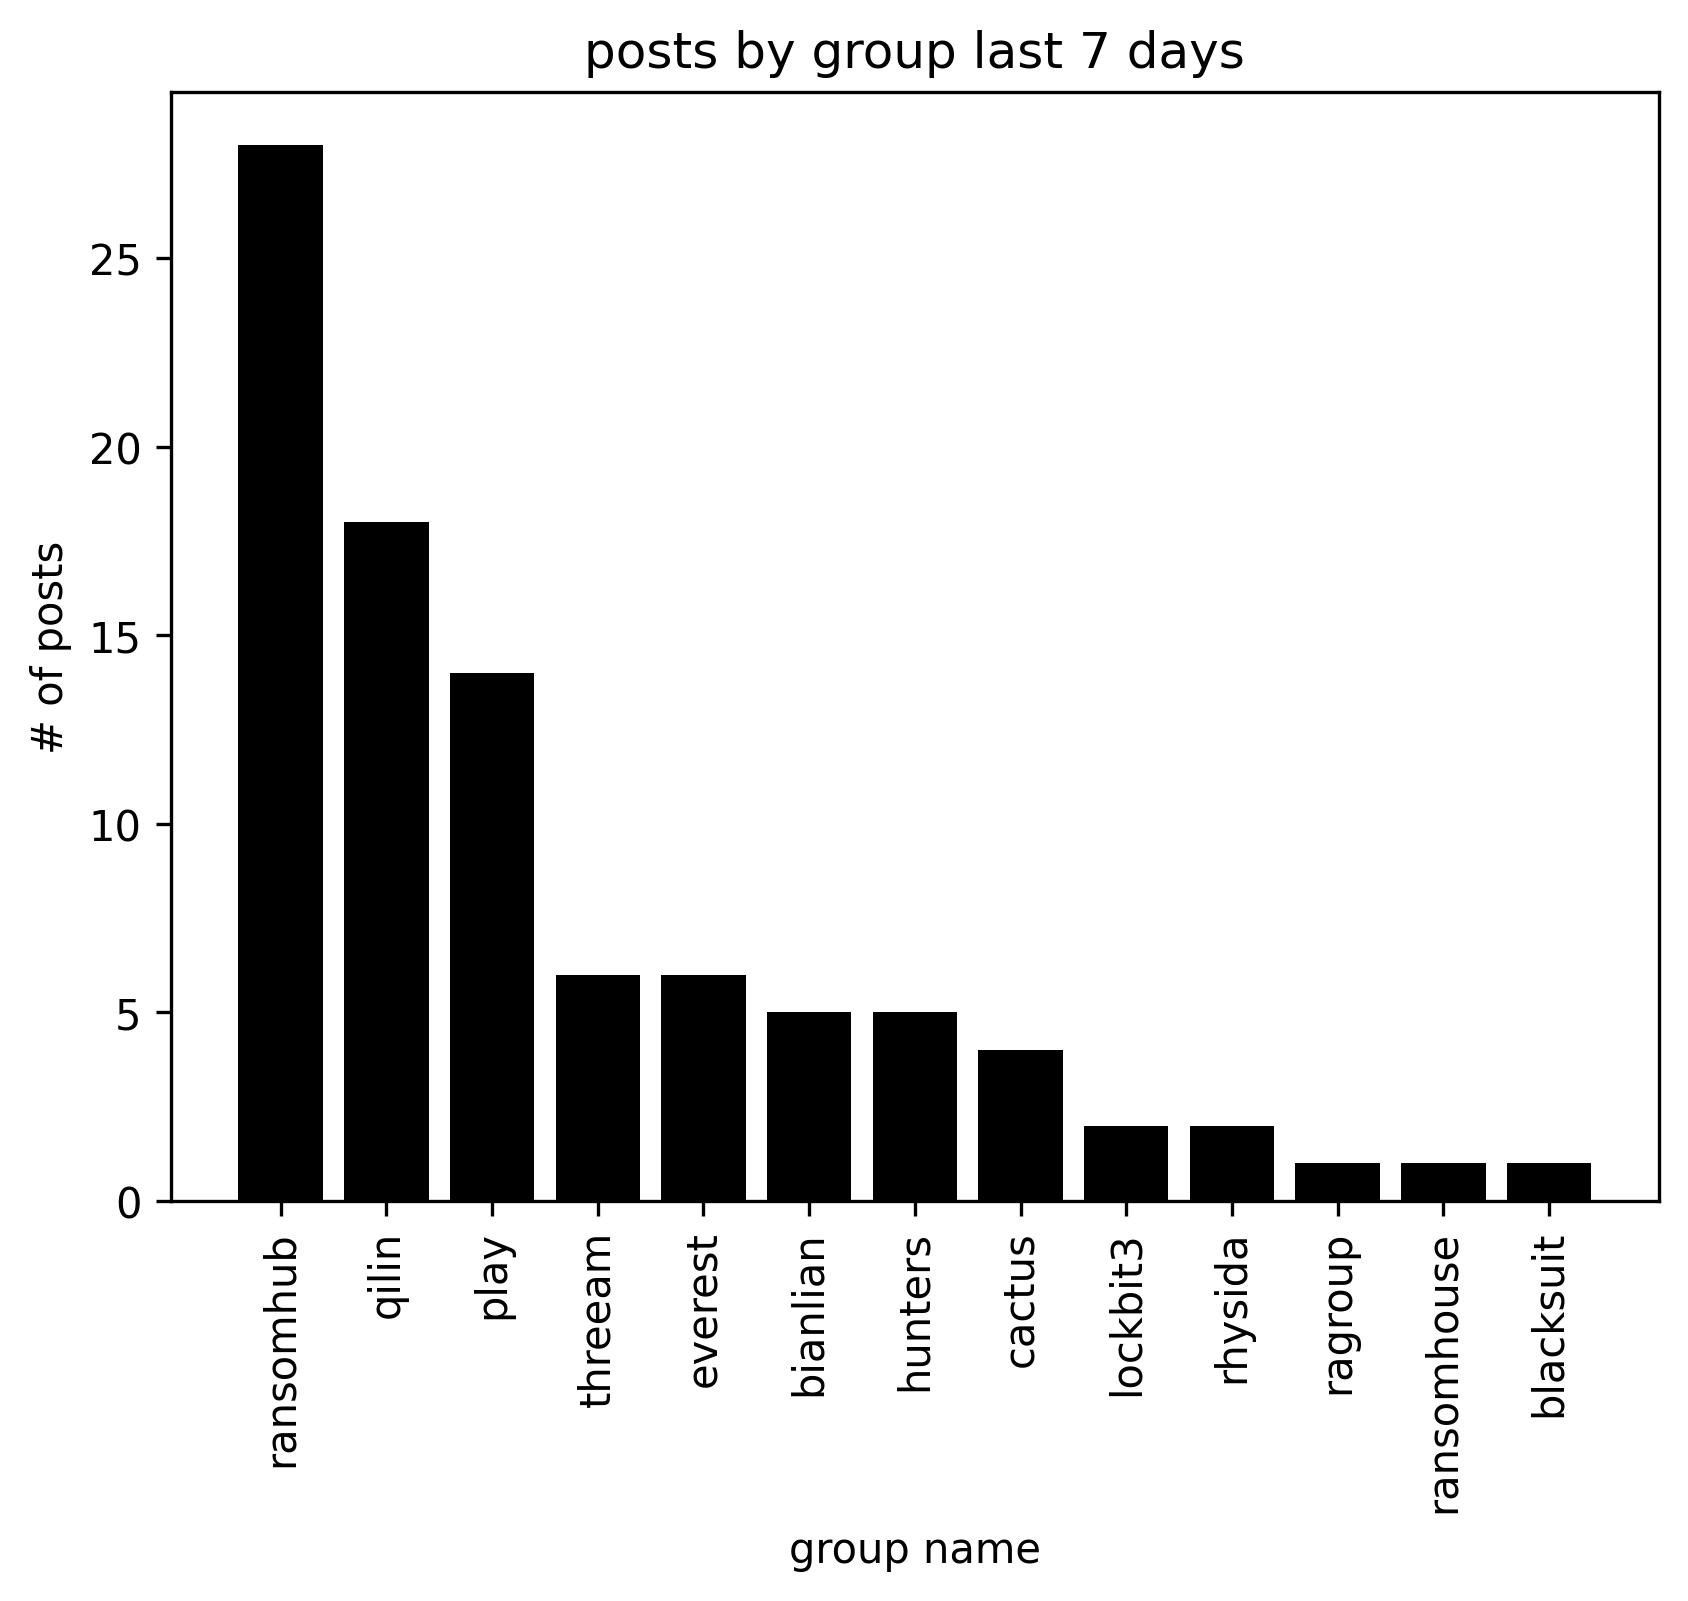 posts by group last 7 days
# of posts
25
20
15
10
5
0
ransomhub
qilin
play
threeam
everest
bianlian
hunters
cactus
lockbit3
rhysida
ragroup
ransomhouse
blacksuit
group name